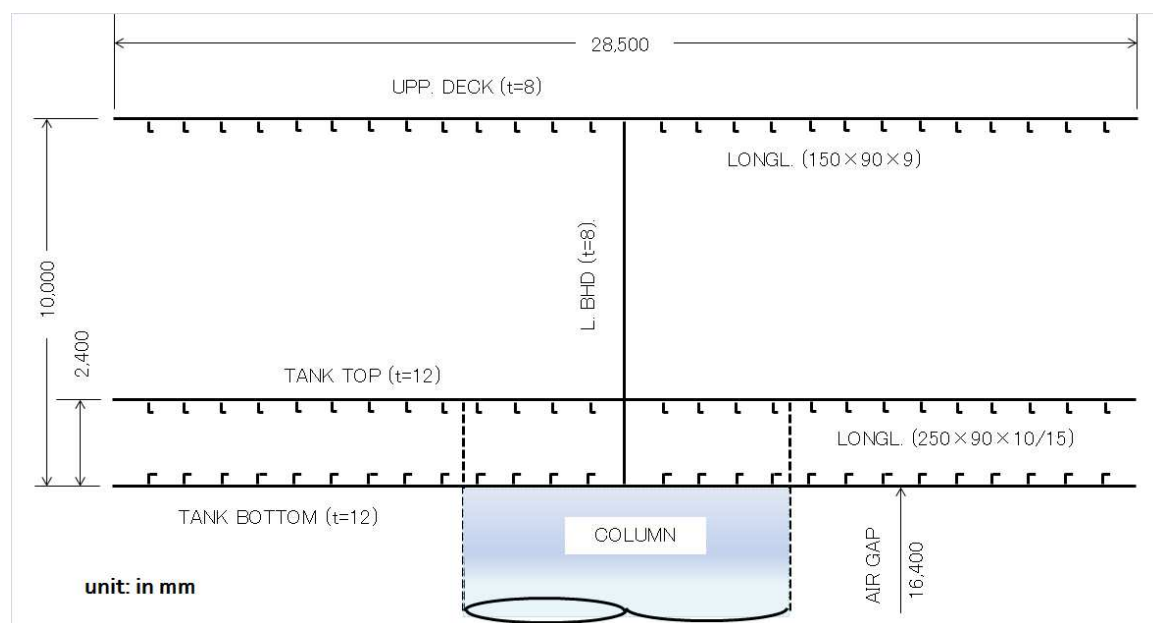 28,500
UPP. DECK (t=8)
LONGL. (150×90×9)
10,000
L. BHD (t=8).
2,400
TANK TOP (t=12)
LONGL. (250×90×10/15)
TANK BOTTOM (t=12)
COLUMN
AIR GAP
16,400
unit: in mm